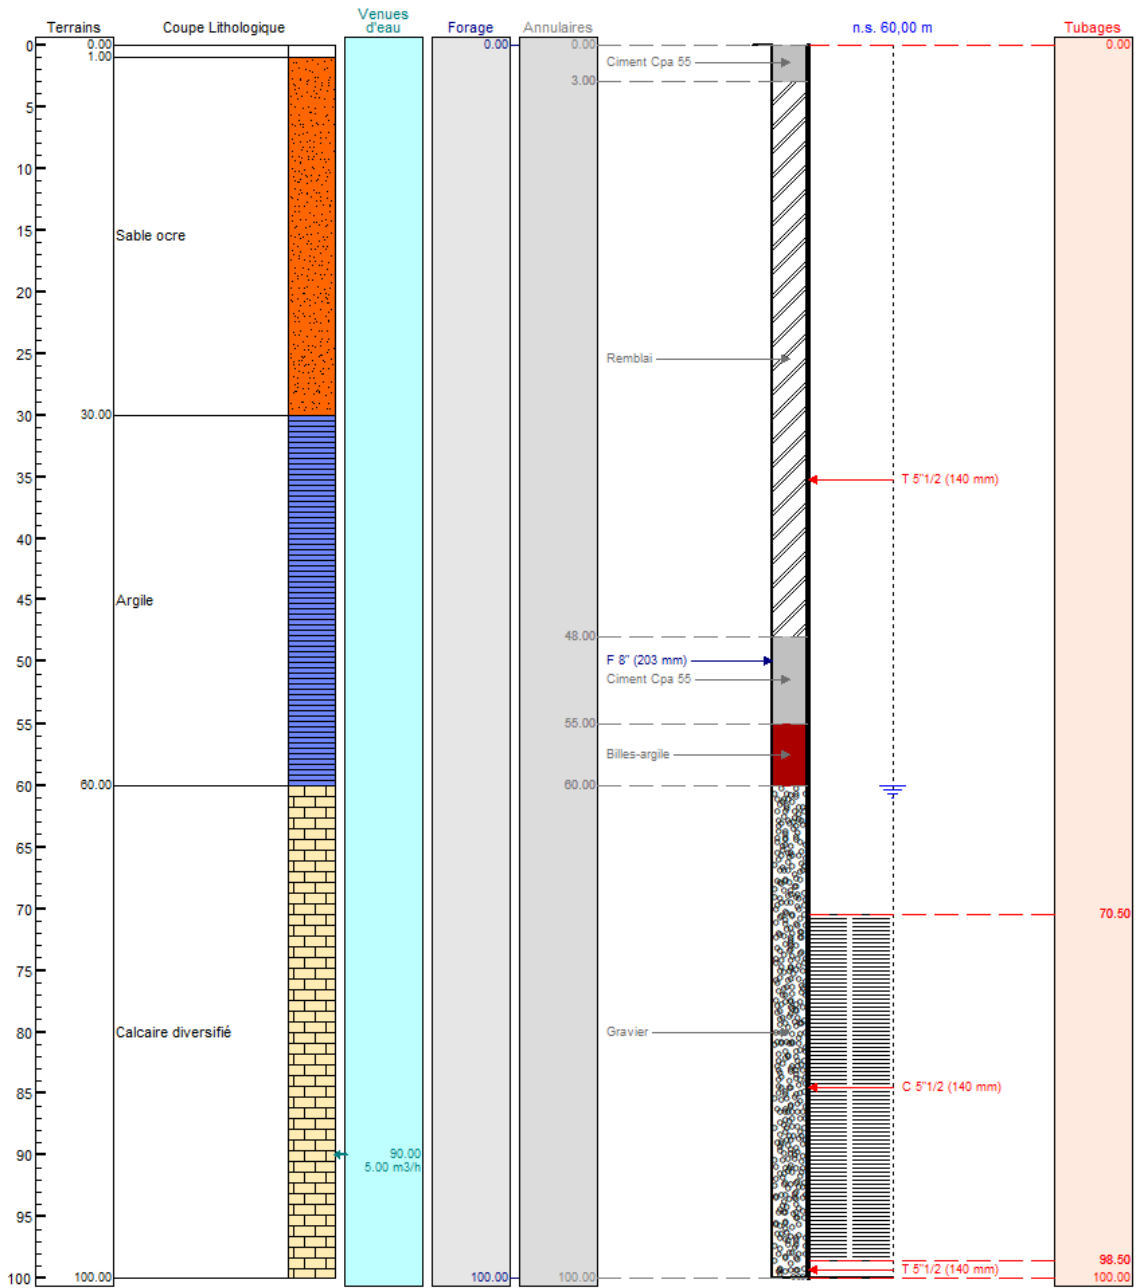 Terrains
Coupe Lithologique
Venues
d'eau
Forage
Annulaires
n.s. 60,00 m
Tubages
0
5
10
15
20
25
30
35
40
45
50
55
60
65
70
75
80
85
90
95
100
0.00
1.00
30.00
60.00
100.00
Sable ocre
Argile
Calcaire diversifié
90.00
5.00 m3/h
0.00
100.00
0.00
3.00
48.00
55.00
60.00
100.00
Ciment Cpa 55
Remblai
F 8" (203 mm)
Ciment Cpa 55
Billes-argile
Gravier
T 5"1/2 (140 mm)
C 5"1/2 (140 mm)
T 5"1/2 (140 mm)
0.00
70.50
98.50
100.00